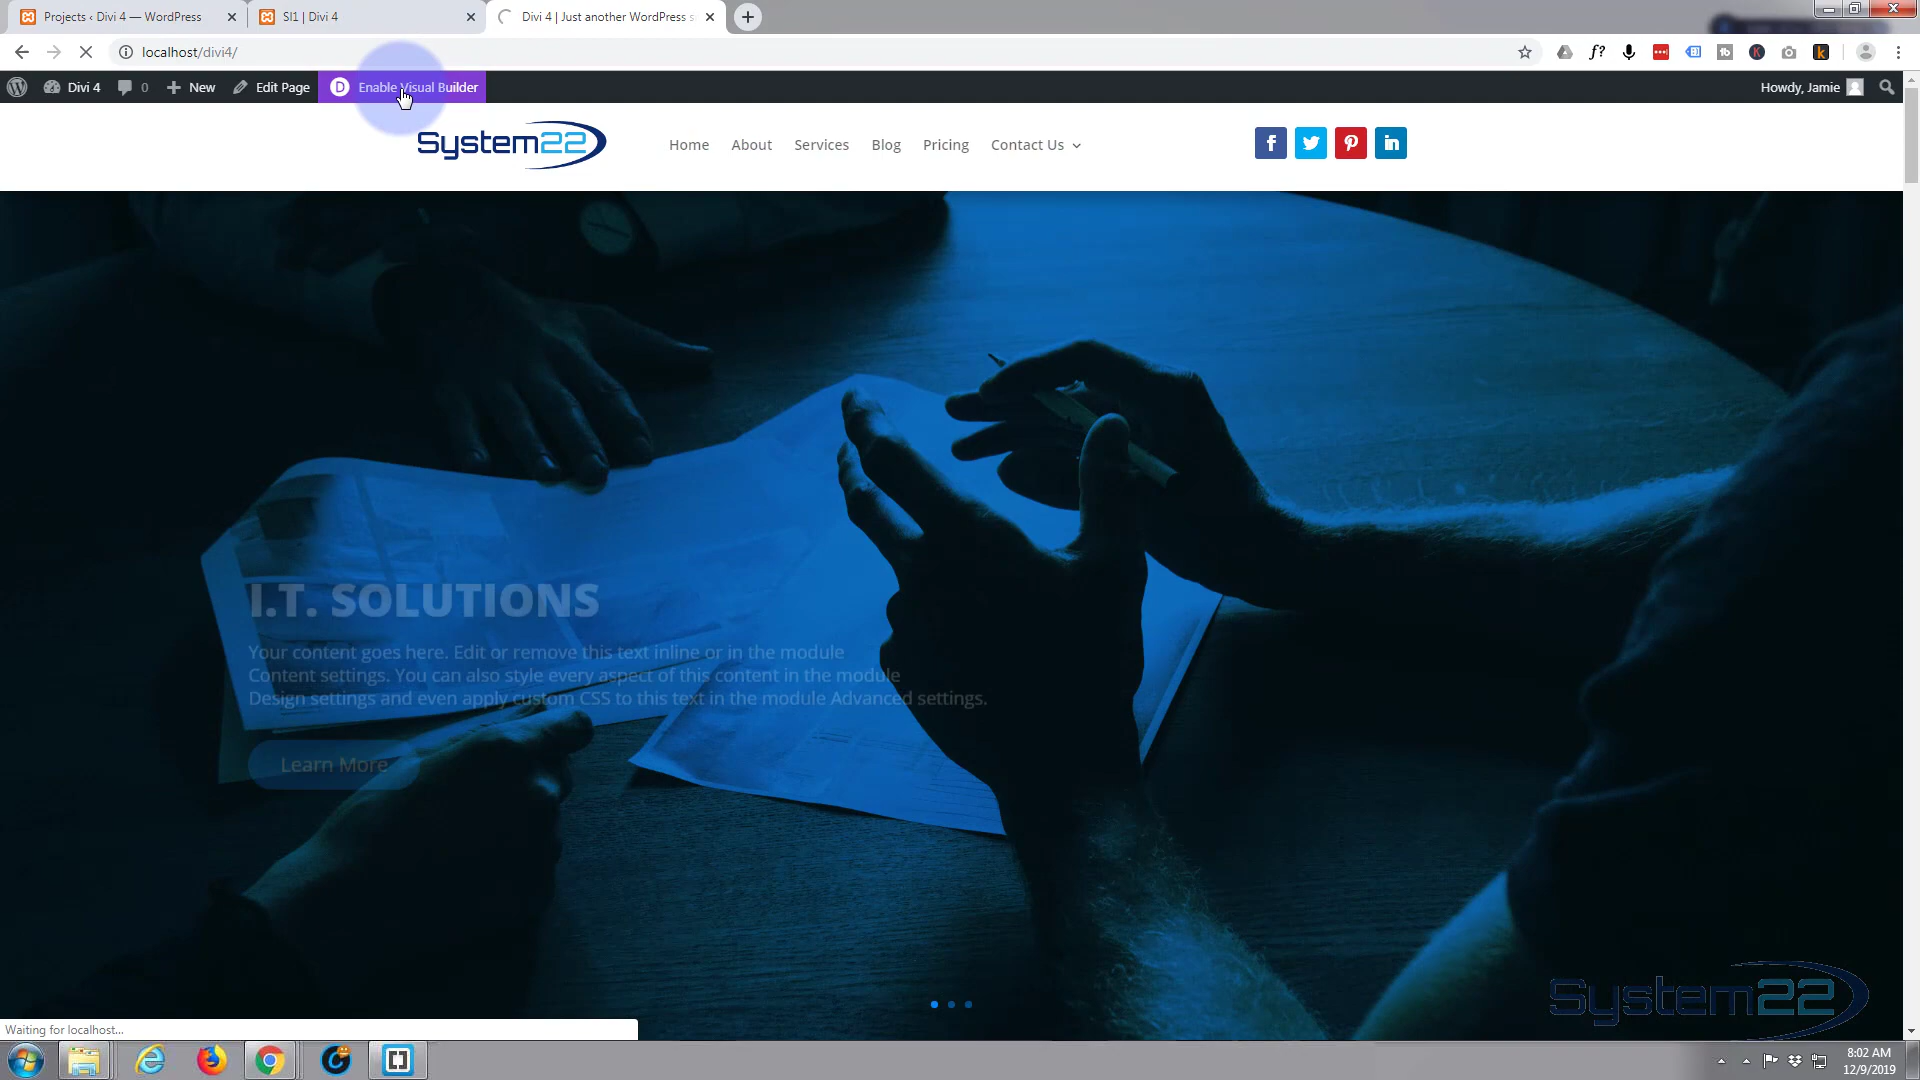 Projects ‹ Divi 4 — WordPress
SI1 | Divi 4
Divi 4 | Just another WordPress s
localhost/divi4/
Divi 4
0
New
Edit Page
D
Enable Visual Builder
Howdy, Jamie
System22
Home
About
Services
Blog
Pricing
Contact Us
I.T. SOLUTIONS
Your content goes here. Edit or remove this text inline or in the module
Content settings. You can also style every aspect of this content in the module
Design settings and even apply custom CSS to this text in the module Advanced settings.
Learn More
System22
Waiting for localhost...
8:02 AM
12/9/2019